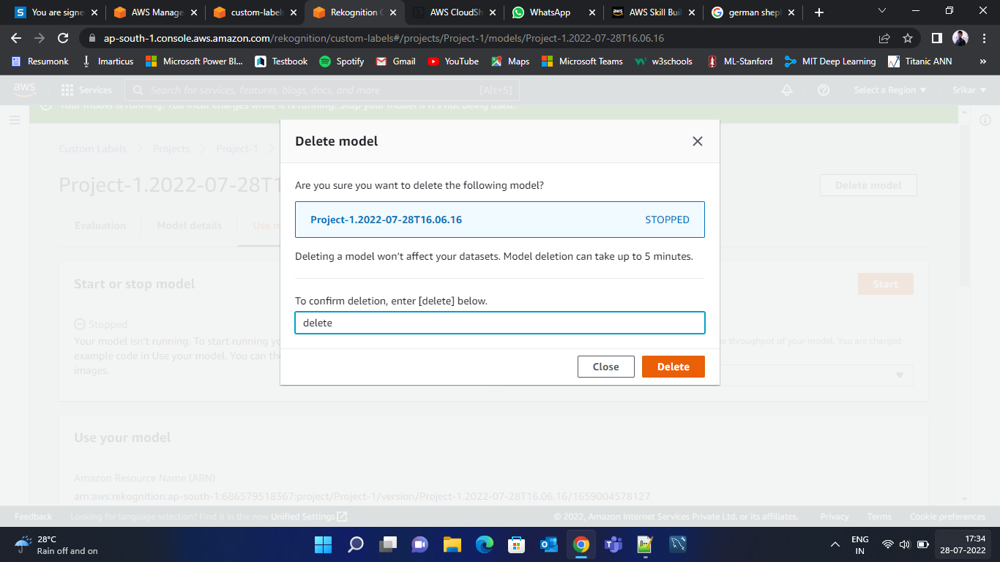 You are signe
AWS Manage
custom-label
Rekognition C
AWS CloudSh
WhatsApp
aws
AWS Skill Buil
german shepl
ap-south-1.console.aws.amazon.com/rekognition/custom-labels#/projects/Project-1/models/Project-1.2022-07-28T16.06.16
Resumonk
Imarticus
Microsoft Power BI...
Testbook
Spotify
Gmail
YouTube
Maps
Microsoft Teams
w3schools
ML-Stanford
MIT Deep Learning
Titanic ANN
»
aws
Services
Search for services, features, blogs, docs, and more [Alt+S]
Select a Region
Srikar
Your model is running. You incur charges while it is running. Stop your model if it's not being used.
Custom Labels
Projects
Project-1
Project-1.2022-07-28T1
Delete model
Evaluation
Model details
Use m
Start or stop model
Start
Stopped
Your model isn't running. To start running yo
example code in Use your model. You can th
images.
e throughput of your model. You are charged
Delete model
Are you sure you want to delete the following model?
Project-1.2022-07-28T16.06.16 STOPPED
Deleting a model won't affect your datasets. Model deletion can take up to 5 minutes.
To confirm deletion, enter [delete] below.
delete
Close
Delete
Use your model
Amazon Resource Name (ARN)
arn:aws:rekognition:ap-south-1:686579518367:project/Project-1/version/Project-1.2022-07-28T16.06.16/1659004578127
Feedback
Looking for language selection? Find it in the new Unified Settings
© 2022, Amazon Internet Services Private Ltd. or its affiliates.
Privacy
Terms
Cookie preferences
28°C
Rain off and on
ENG
IN
17:34
28-07-2022